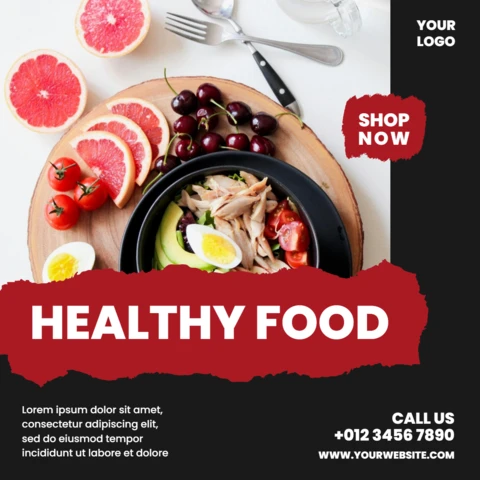 YOUR
LOGO
SHOP
NOW
HEALTHY FOOD
Lorem ipsum dolor sit amet,
consectetur adipiscing elit,
sed do eiusmod tempor
incididunt ut labore et dolore
CALL US
+012 3456 7890
WWW.YOURWEBSITE.COM